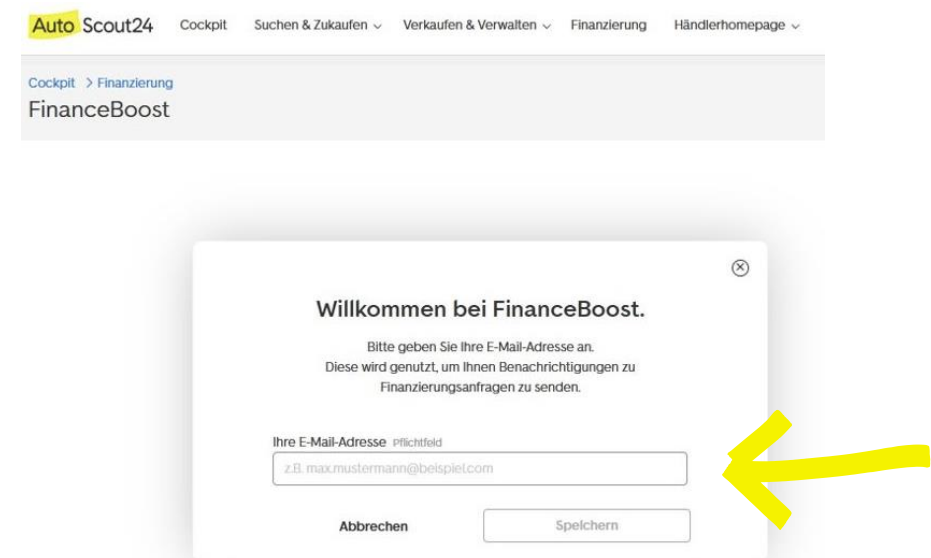 AutoScout24 Cockpit Suchen & Zukaufen Verkaufen & Verwalten Finanzierung Händlerhomepage
Cockpit > Finanzierung
FinanceBoost
Willkommen bei FinanceBoost.
Bitte geben Sie Ihre E-Mail-Adresse an.
Diese wird genutzt, um Ihnen Benachrichtigungen zu
Finanzierungsanfragen zu senden.
Ihre E-Mail-Adresse Pflichtfeld
z.B. max.mustermann@beispiel.com
Abbrechen Speichern